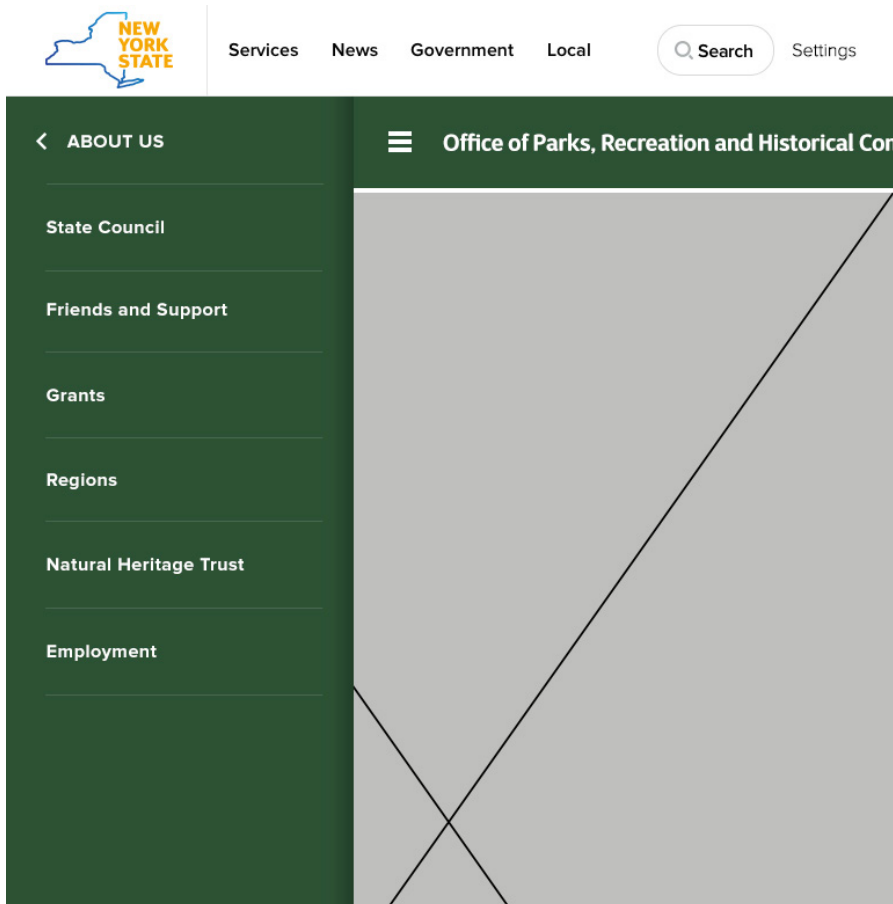 NEW
YORK
STATE
Services News Government Local Search Settings
ABOUT US
Office of Parks, Recreation and Historical
State Council
Friends and Support
Grants
Regions
Natural Heritage Trust
Employment